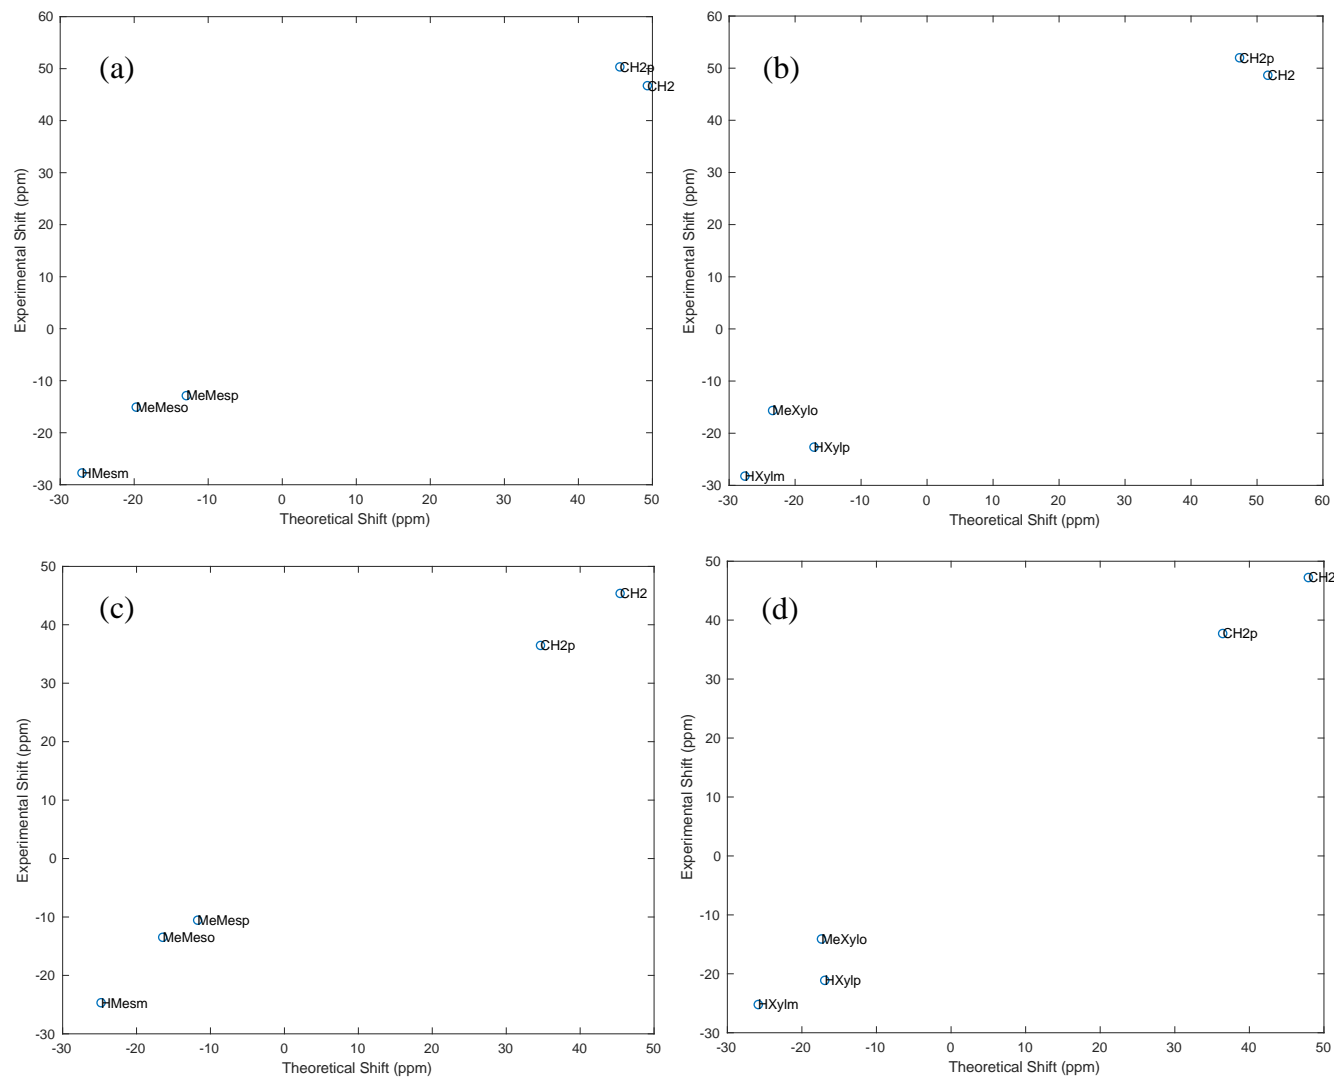 (a)
60
50
40
30
20
10
0
-10
-20
-30
Experimental Shift (ppm)
CH2p
CH2
MeMesp
MeMeso
HMesm
-30 -20 -10 0 10 20 30 40 50
Theoretical Shift (ppm)
(b)
60
50
40
30
20
10
0
-10
-20
-30
Experimental Shift (ppm)
CH2p
CH2
MeXylo
HXylp
HXylm
-30 -20 -10 0 10 20 30 40 50 60
Theoretical Shift (ppm)
(c)
50
40
30
20
10
0
-10
-20
-30
Experimental Shift (ppm)
CH2
CH2p
MeMesp
MeMeso
HMesm
-30 -20 -10 0 10 20 30 40 50
Theoretical Shift (ppm)
(d)
50
40
30
20
10
0
-10
-20
-30
Experimental Shift (ppm)
CH2
CH2p
MeXylo
HXylp
HXylm
-30 -20 -10 0 10 20 30 40 50
Theoretical Shift (ppm)